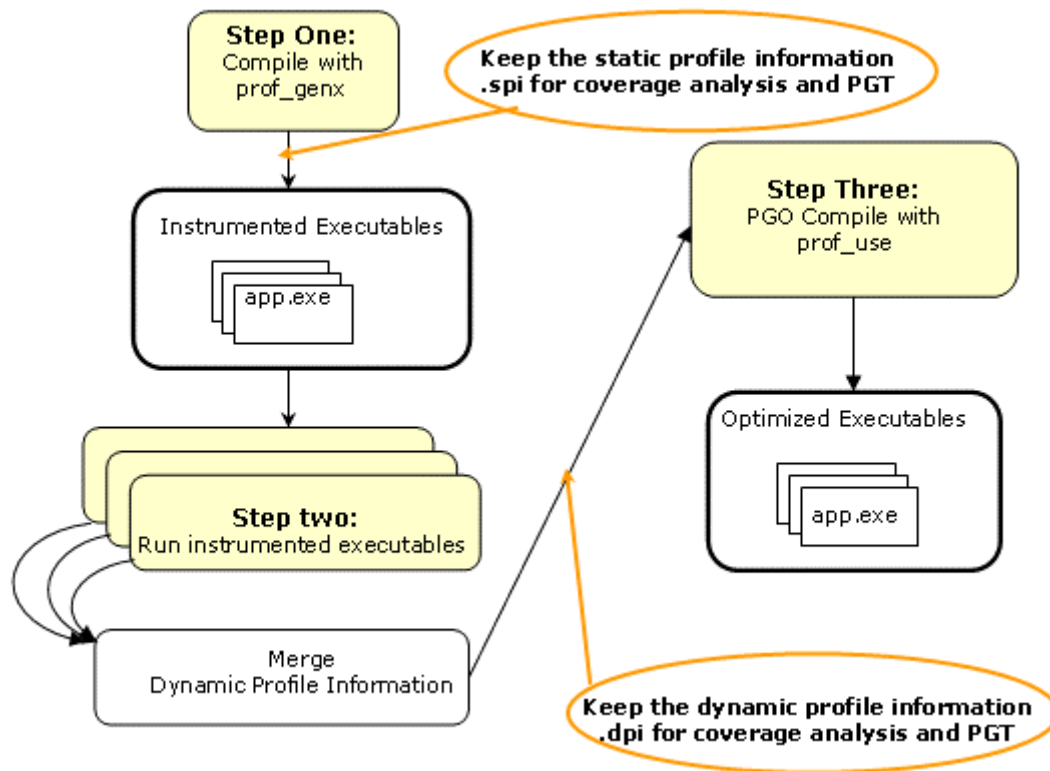 Step One:
Compile with
prof_genx
Keep the static profile information
.spi for coverage analysis and PGT
Instrumented Executables
app.exe
Step two:
Run instrumented executables
Merge
Dynamic Profile Information
Step Three:
PGO Compile with
prof_use
Optimized Executables
app.exe
Keep the dynamic profile information
.dpi for coverage analysis and PGT